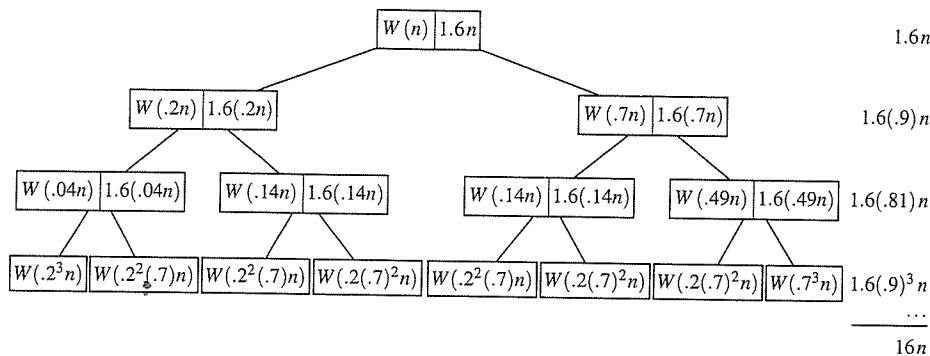 W(n) 1.6n 1.6n
W(.2n) 1.6(.2n) W(.7n) 1.6(.7n) 1.6(.9)n
W(.04n) 1.6(.04n) W(.14n) 1.6(.14n) W(.14n) 1.6(.14n) W(.49n) 1.6(.49n) 1.6(.81)n
W(.2³n) W(.2²(.7)n) W(.2²(.7)n) W(.2(.7)²n) W(.2²(.7)n) W(.2(.7)²n) W(.2(.7)²n) W(.7³n) 1.6(.9)³n
...
16n